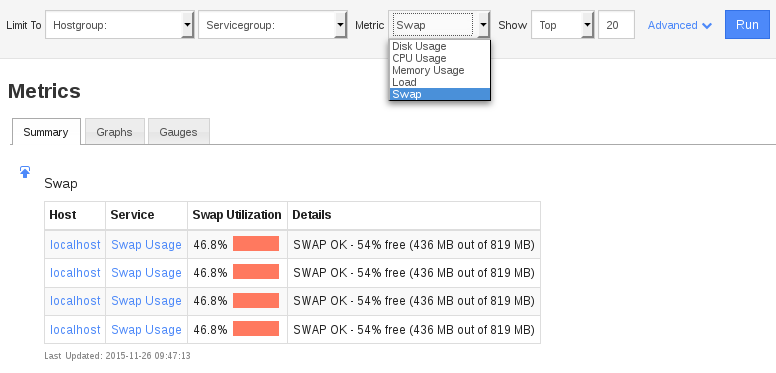 Limit To Hostgroup: Servicegroup: Metric Swap Show Top 20 Advanced Run
Disk Usage
CPU Usage
Memory Usage
Load
Swap
Metrics
Summary Graphs Gauges
Swap
Host Service Swap Utilization Details
localhost Swap Usage 46.8% SWAP OK - 54% free (436 MB out of 819 MB)
localhost Swap Usage 46.8% SWAP OK - 54% free (436 MB out of 819 MB)
localhost Swap Usage 46.8% SWAP OK - 54% free (436 MB out of 819 MB)
localhost Swap Usage 46.8% SWAP OK - 54% free (436 MB out of 819 MB)
Last Updated: 2015-11-26 09:47:13